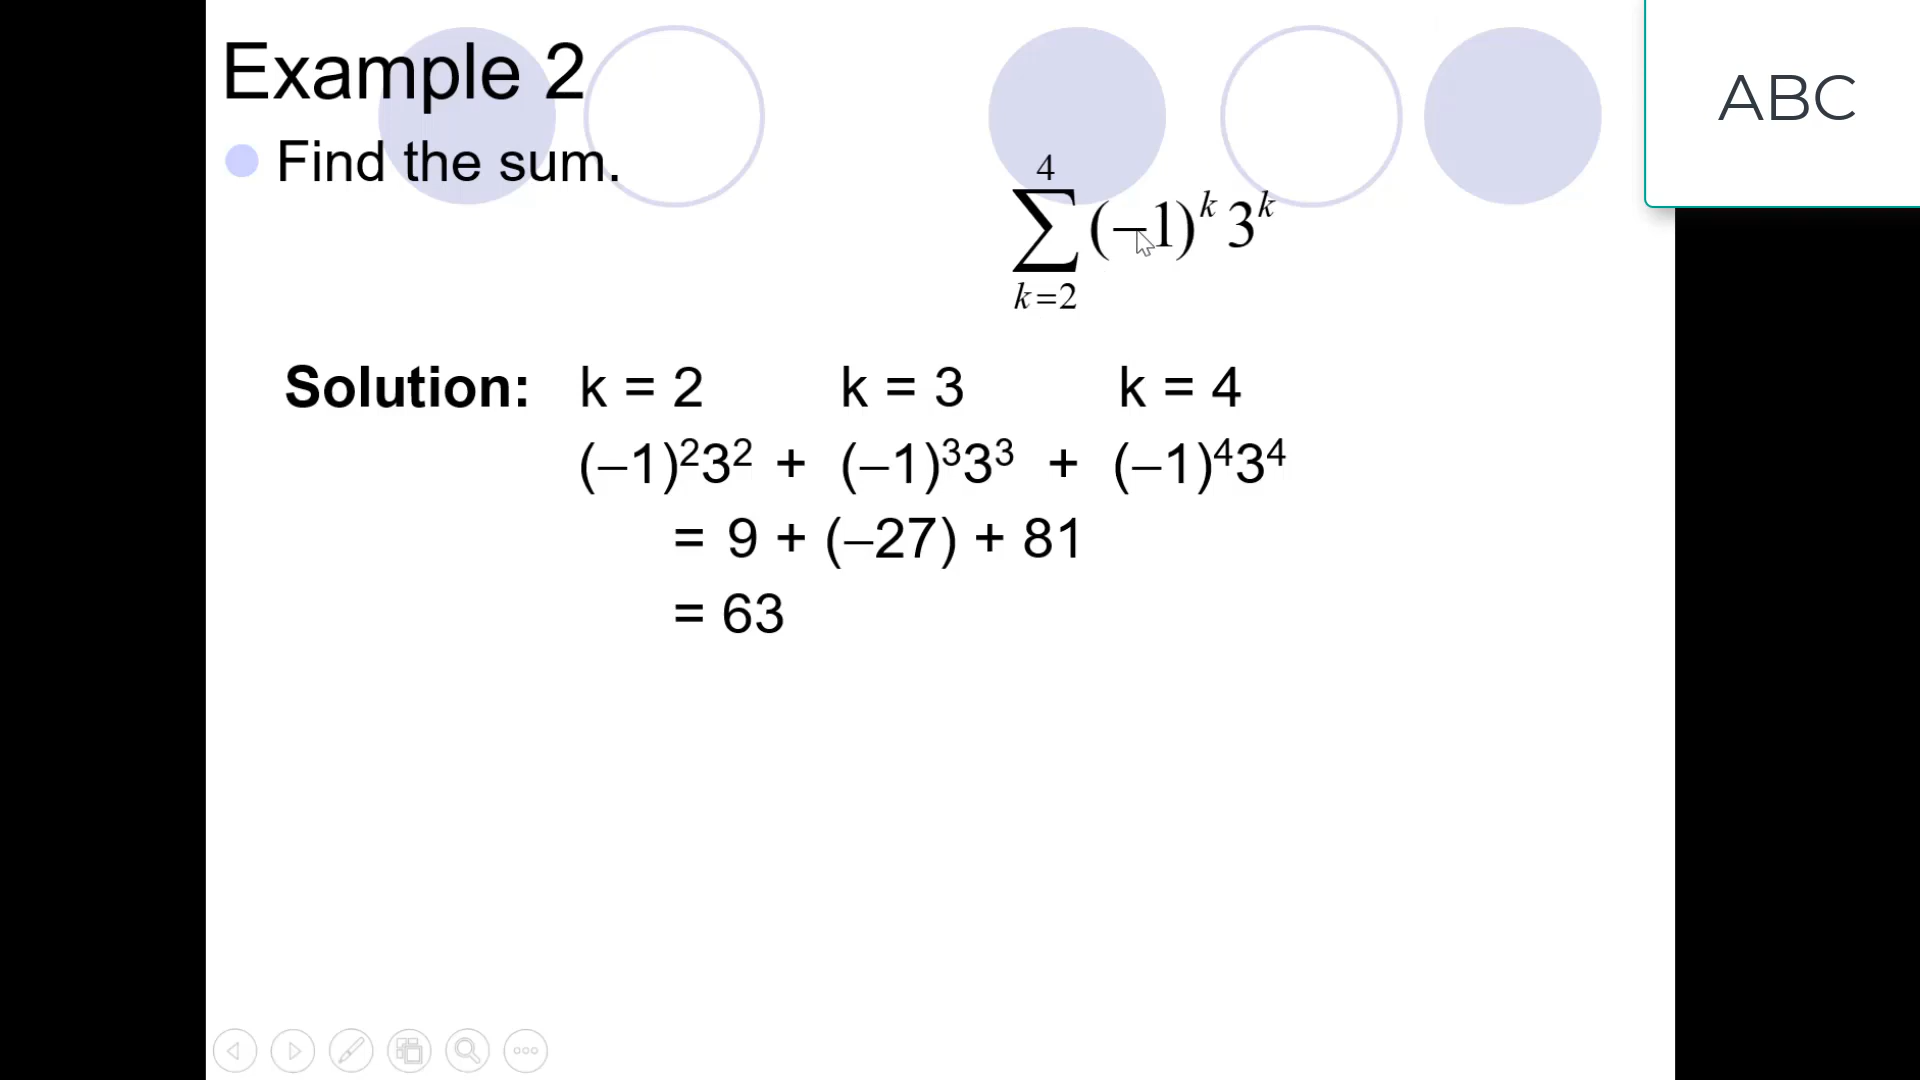 Example 2
ABC
Find the sum.
4
∑(–1)ᵏ 3ᵏ
k=2
Solution: k = 2 k = 3 k = 4
(–1)²3² + (–1)³3³ + (–1)⁴3⁴
= 9 + (–27) + 81
= 63